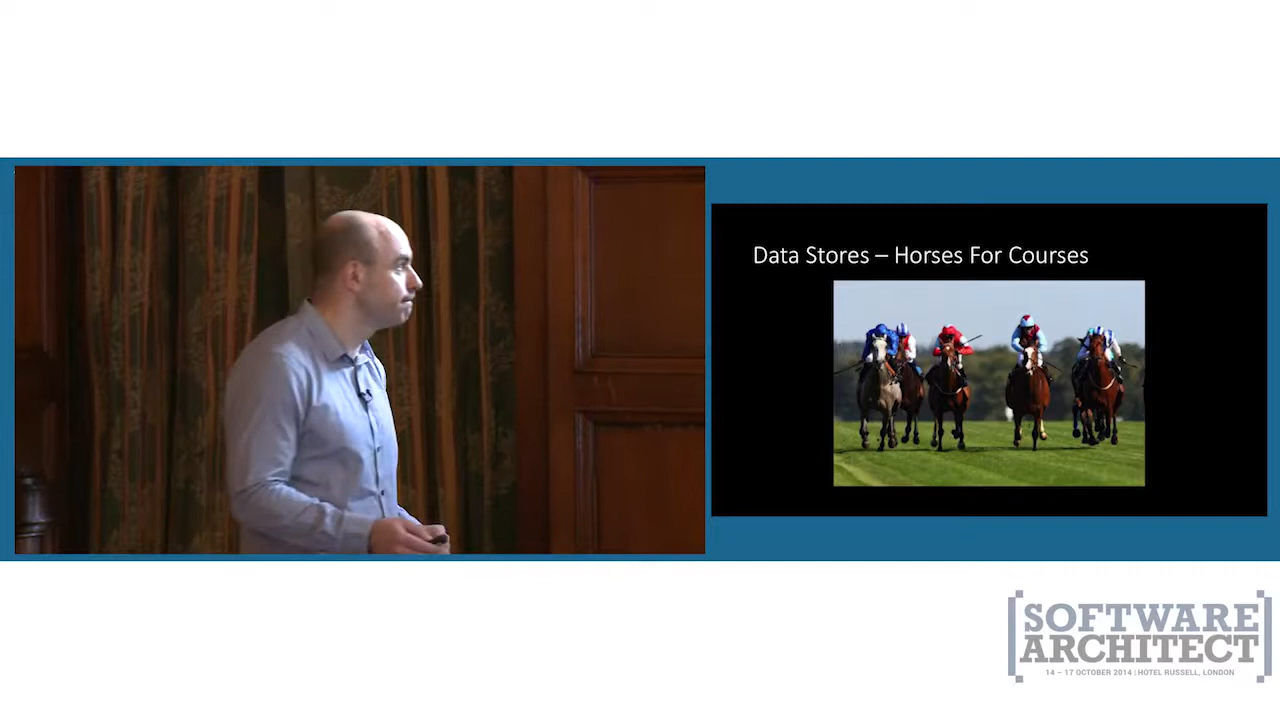 Data Stores – Horses For Courses
SOFTWARE
ARCHITECT
14 – 17 OCTOBER 2014 | HOTEL RUSSELL, LONDON